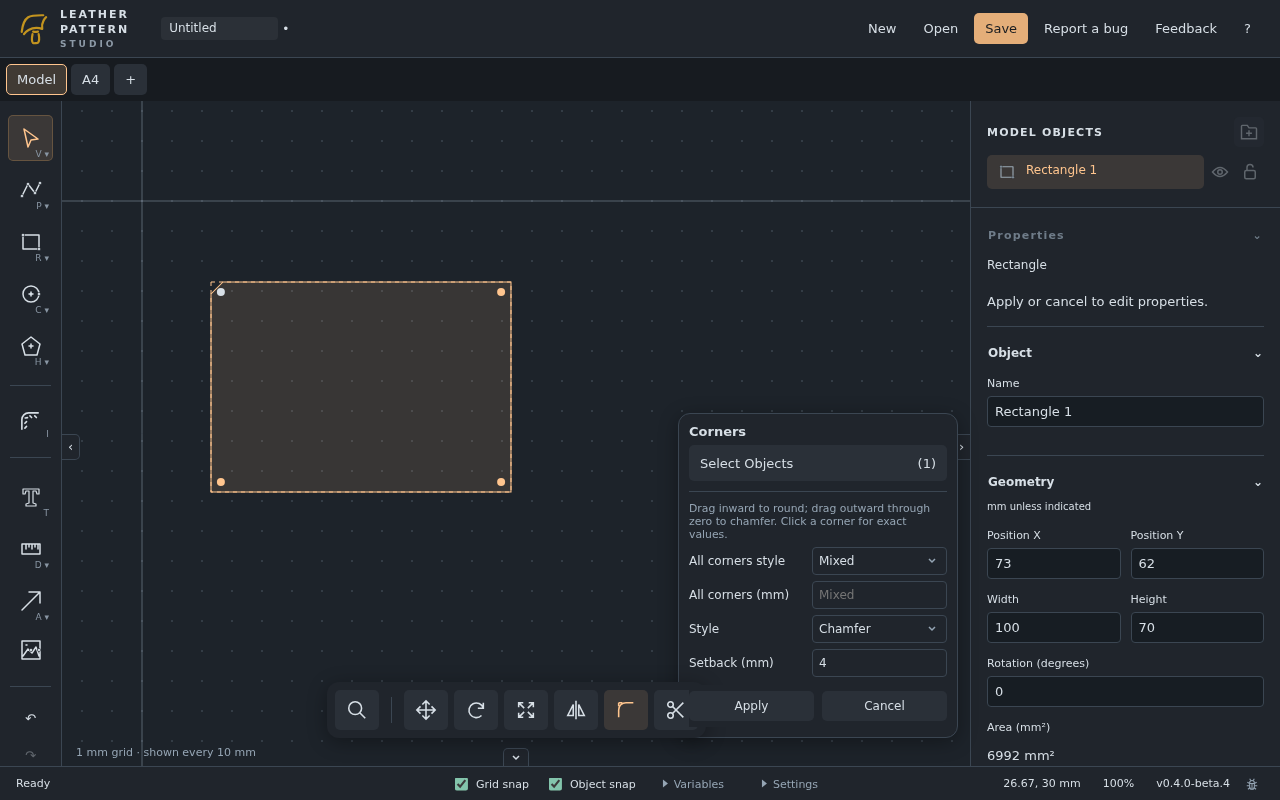 LEATHER
PATTERN
STUDIO
Untitled •
New Open Save Report a bug Feedback ?
Model A4 +
V ▾
P ▾
R ▾
C ▾
H ▾
I
T
D ▾
A ▾
MODEL OBJECTS
Rectangle 1
Properties
Rectangle
Apply or cancel to edit properties.
Object
Name
Rectangle 1
Geometry
mm unless indicated
Position X Position Y
73 62
Width Height
100 70
Rotation (degrees)
0
Area (mm²)
6992 mm²
Corners
Select Objects (1)
Drag inward to round; drag outward through
zero to chamfer. Click a corner for exact
values.
All corners style Mixed
All corners (mm) Mixed
Style Chamfer
Setback (mm) 4
Apply Cancel
1 mm grid · shown every 10 mm
Ready Grid snap Object snap Variables Settings 26.67, 30 mm 100% v0.4.0-beta.4